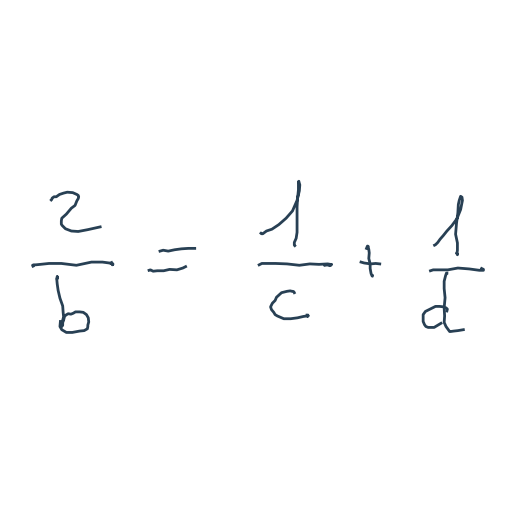 2/b = 1/c + 1/d